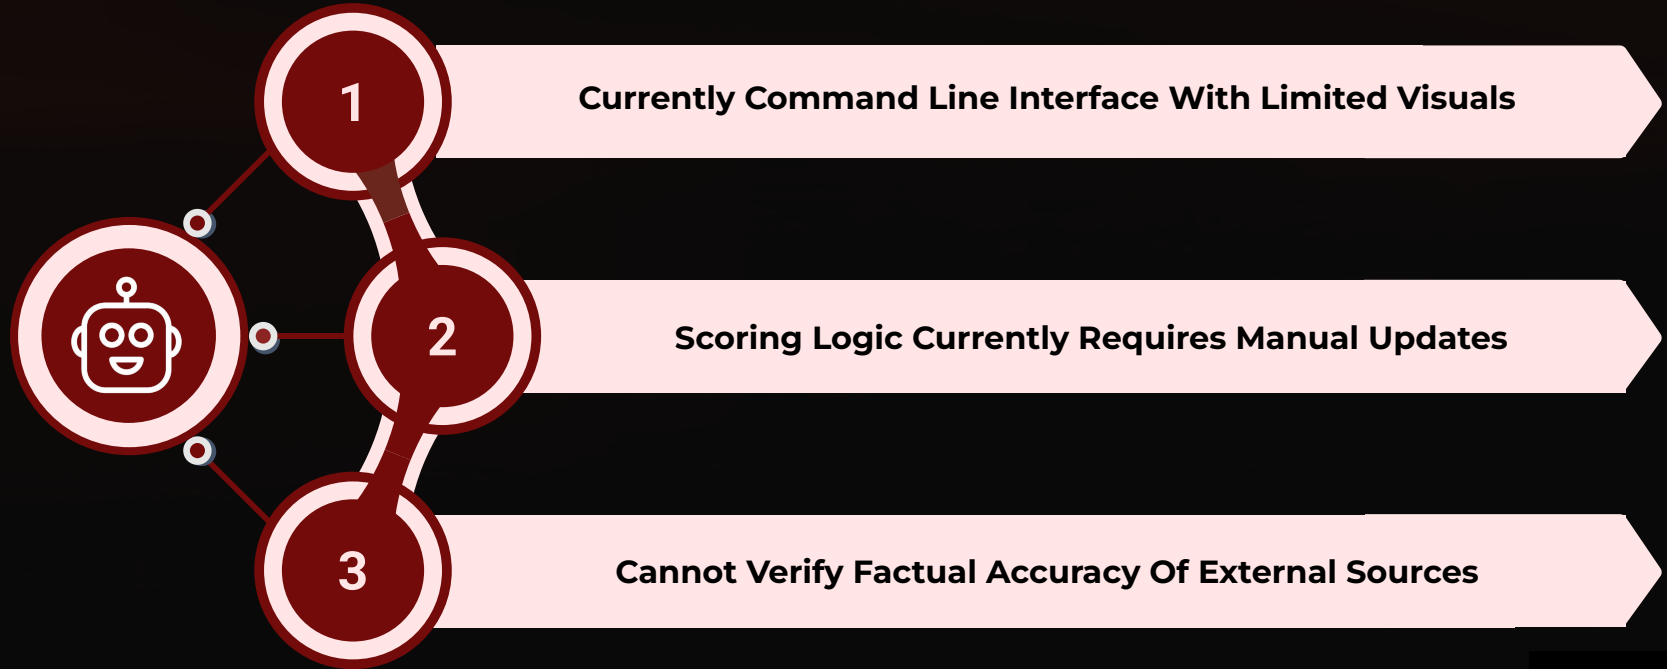 1
Currently Command Line Interface With Limited Visuals
2
Scoring Logic Currently Requires Manual Updates
3
Cannot Verify Factual Accuracy Of External Sources